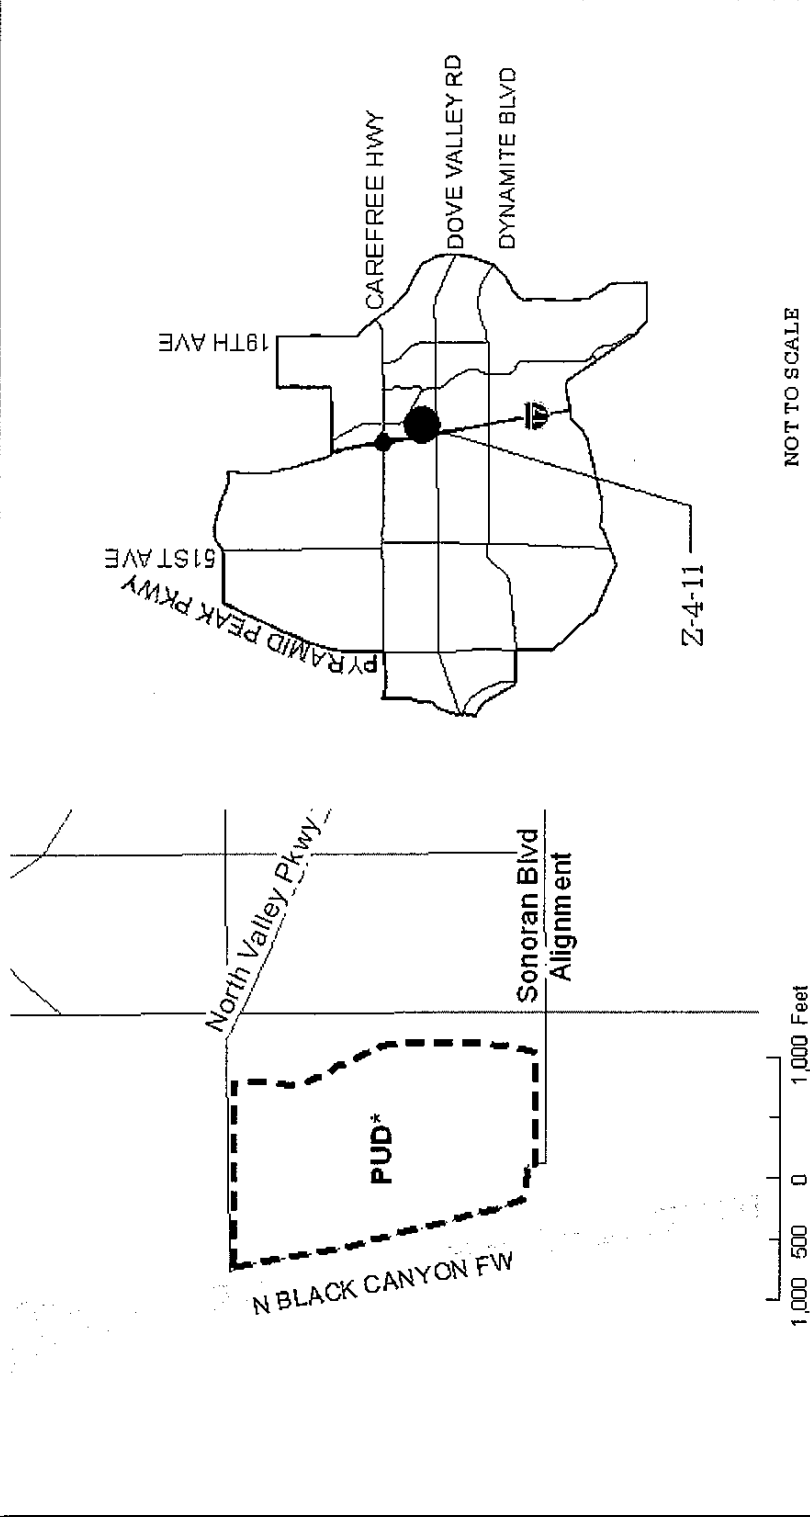 PYRAMID PEAK PKWY
51ST AVE
19TH AVE
CAREFREE HWY
DOVE VALLEY RD
DYNAMITE BLVD
17
Z-4-11
NOT TO SCALE
North Valley Pkwy
PUD*
Sonoran Blvd
Alignment
N BLACK CANYON FW
1,000 500 0 1,000 Feet